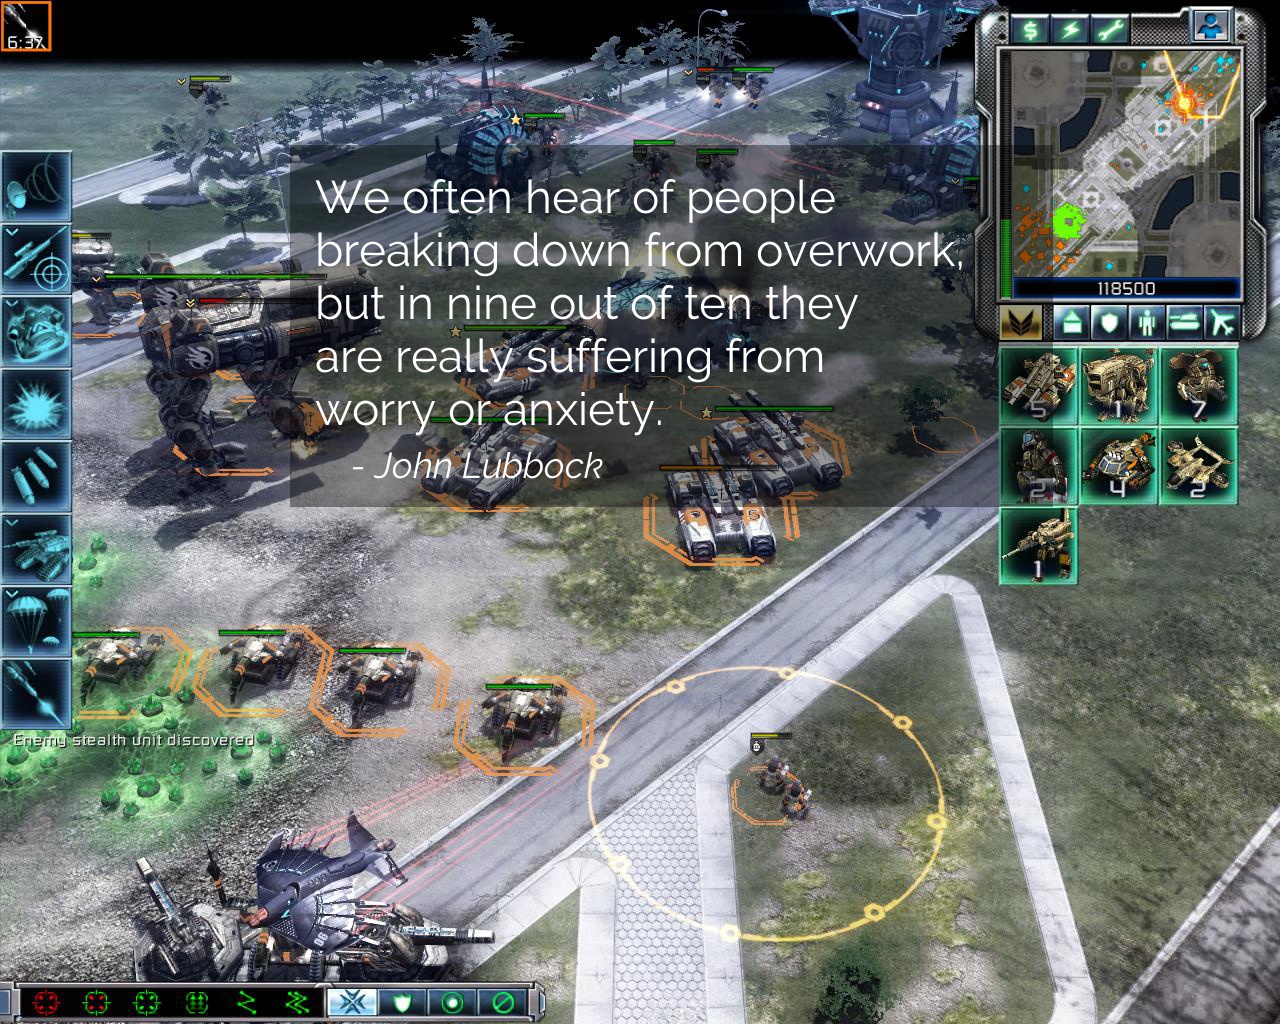 6:37
We often hear of people
breaking down from overwork,
but in nine out of ten they
are really suffering from
worry or anxiety.
- John Lubbock
118500
5
1
7
2
4
2
1
Enemy stealth unit discovered